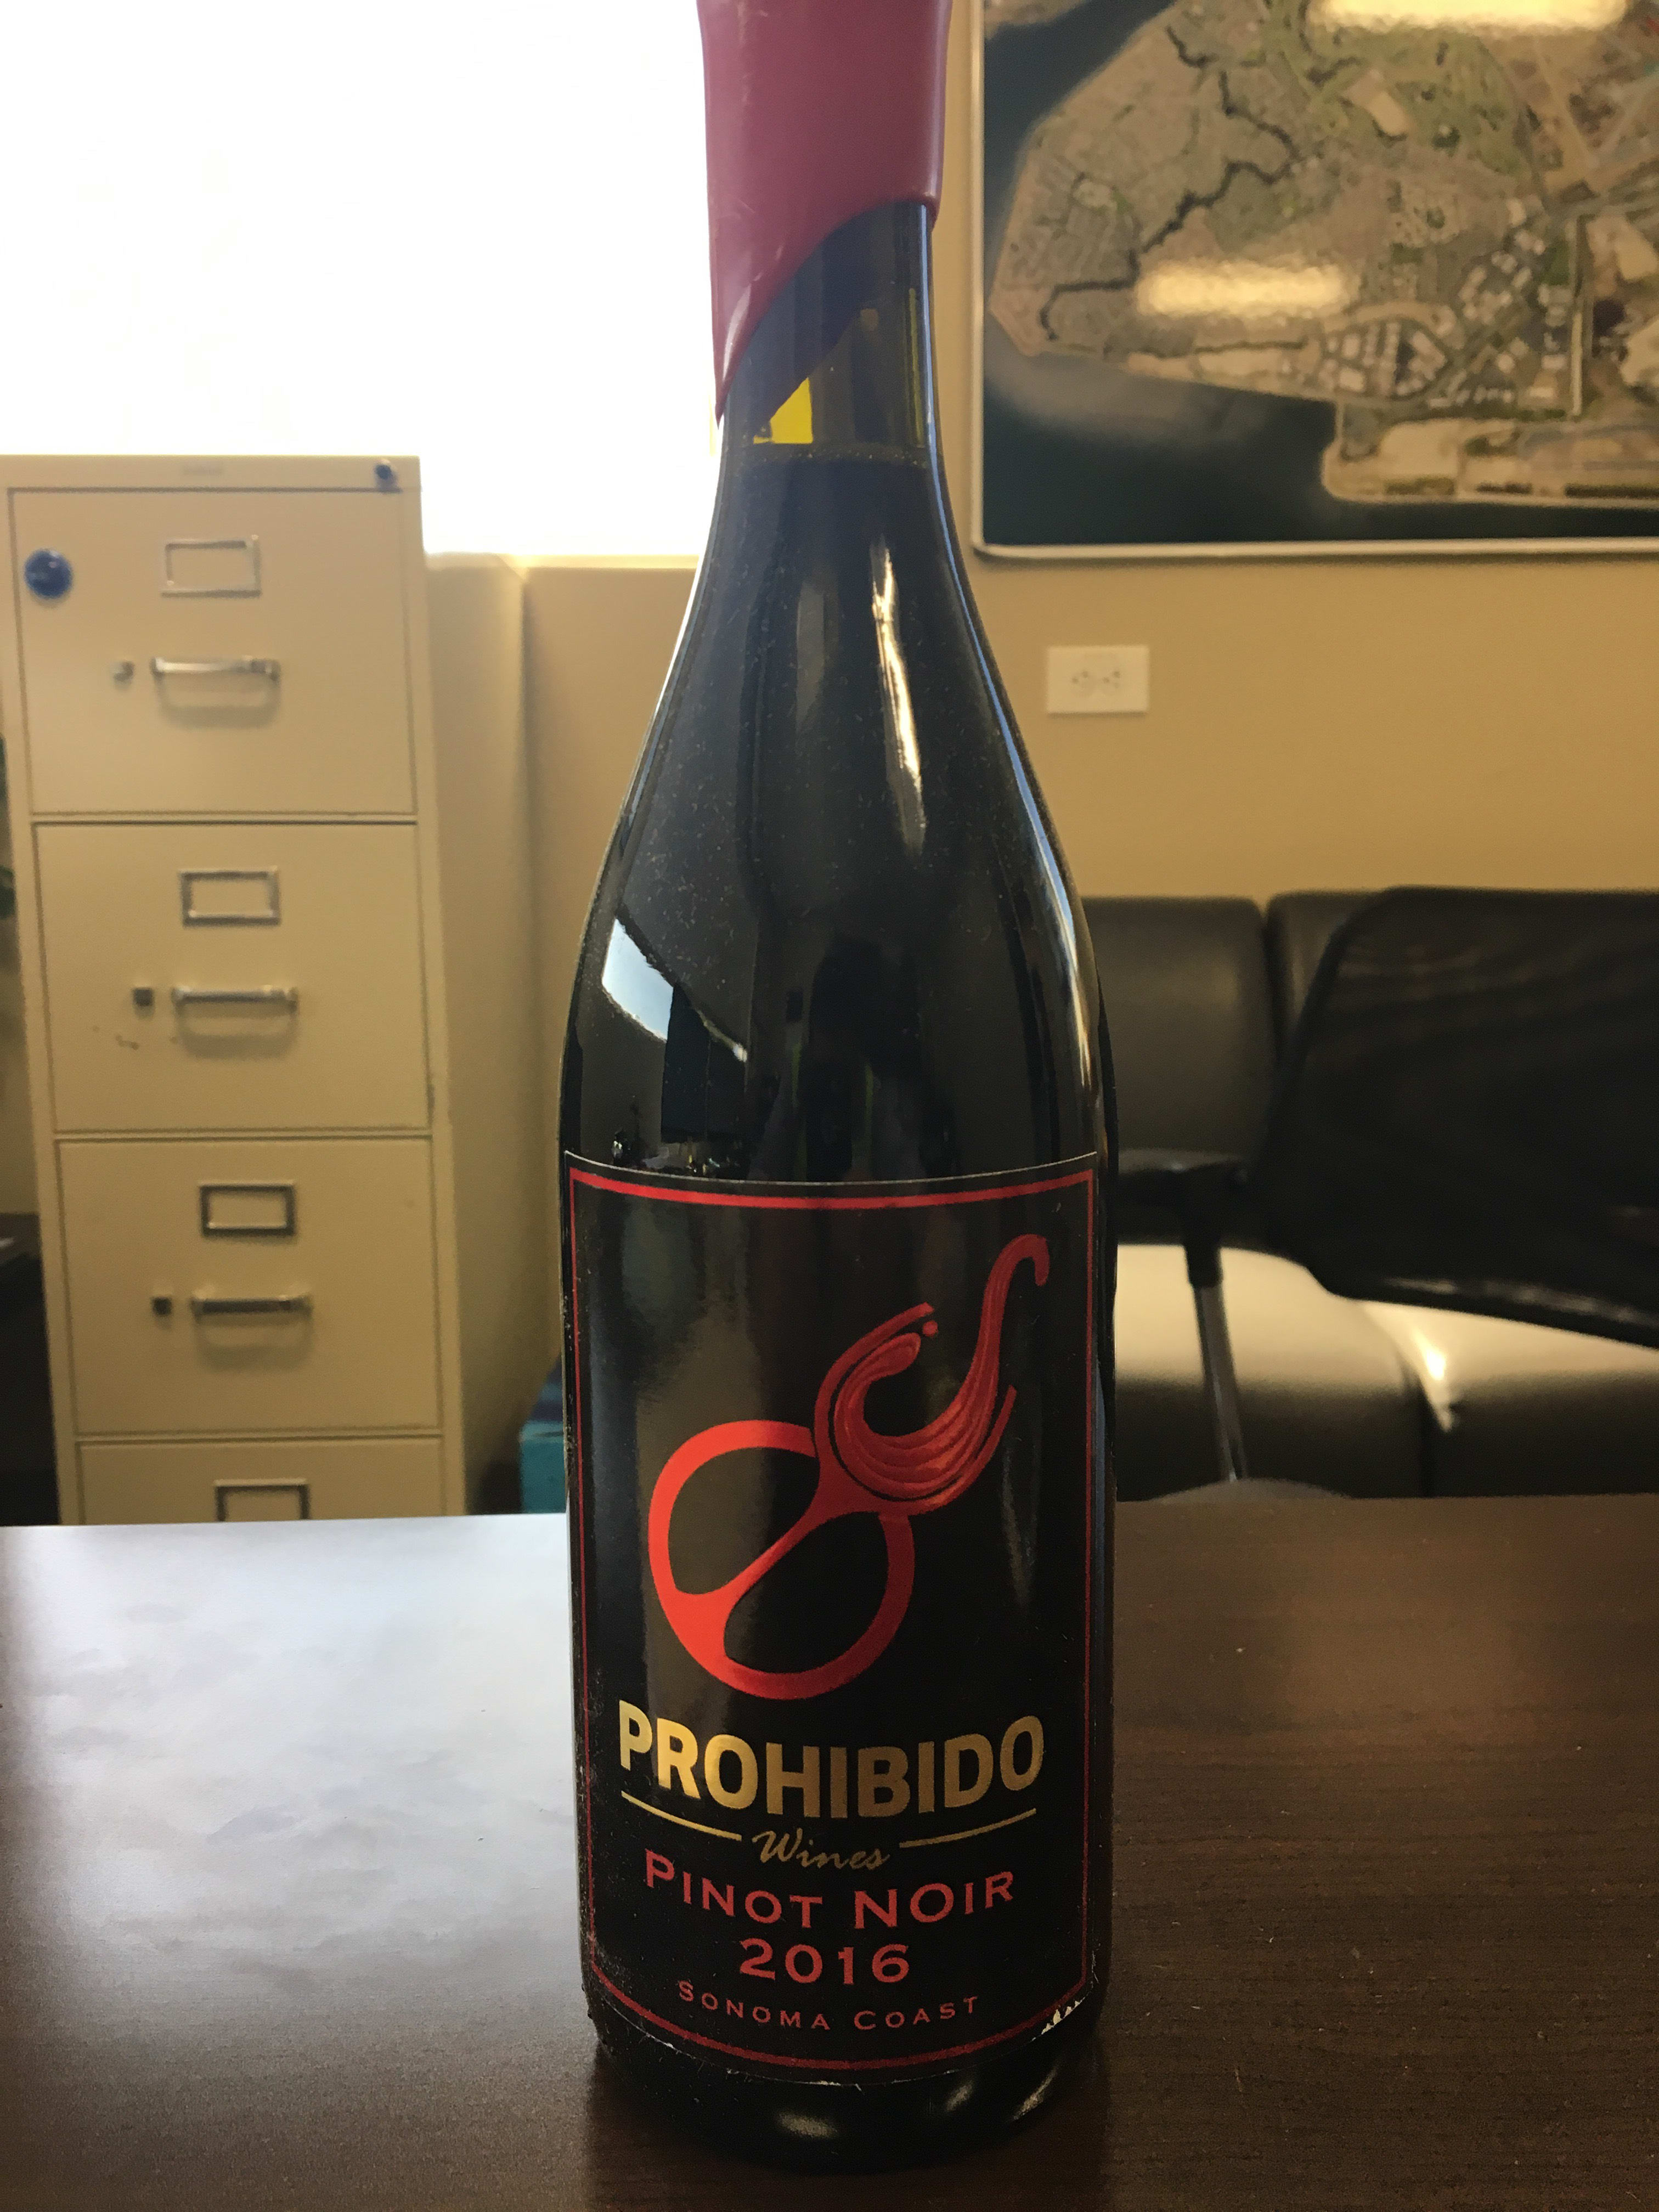 PROHIBIDO
Wines
PINOT NOIR
2016
SONOMA COAST